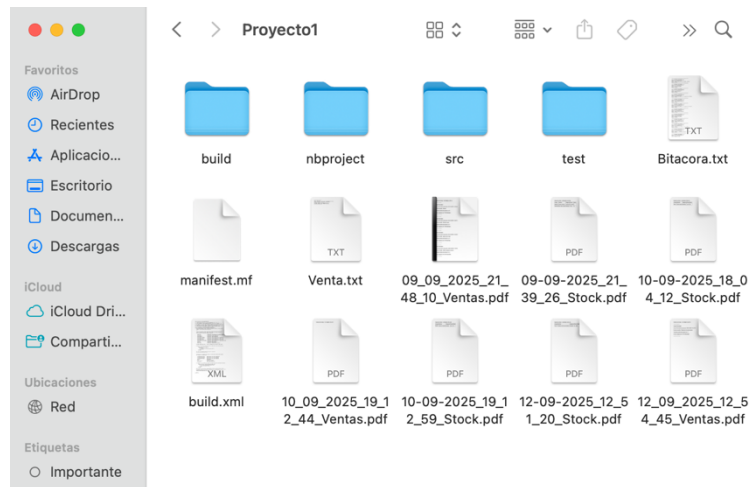 Proyecto1
Favoritos
AirDrop
Recientes
Aplicacio...
Escritorio
Documen...
Descargas
iCloud
iCloud Dri...
Comparti...
Ubicaciones
Red
Etiquetas
Importante
build
nbproject
src
test
TXT
Bitacora.txt
manifest.mf
TXT
Venta.txt
09_09_2025_21_
48_10_Ventas.pdf
PDF
09-09-2025_21_
39_26_Stock.pdf
PDF
10-09-2025_18_0
4_12_Stock.pdf
XML
build.xml
PDF
10_09_2025_19_1
2_44_Ventas.pdf
PDF
10-09-2025_19_1
2_59_Stock.pdf
PDF
12-09-2025_12_5
1_20_Stock.pdf
PDF
12_09_2025_12_5
4_45_Ventas.pdf